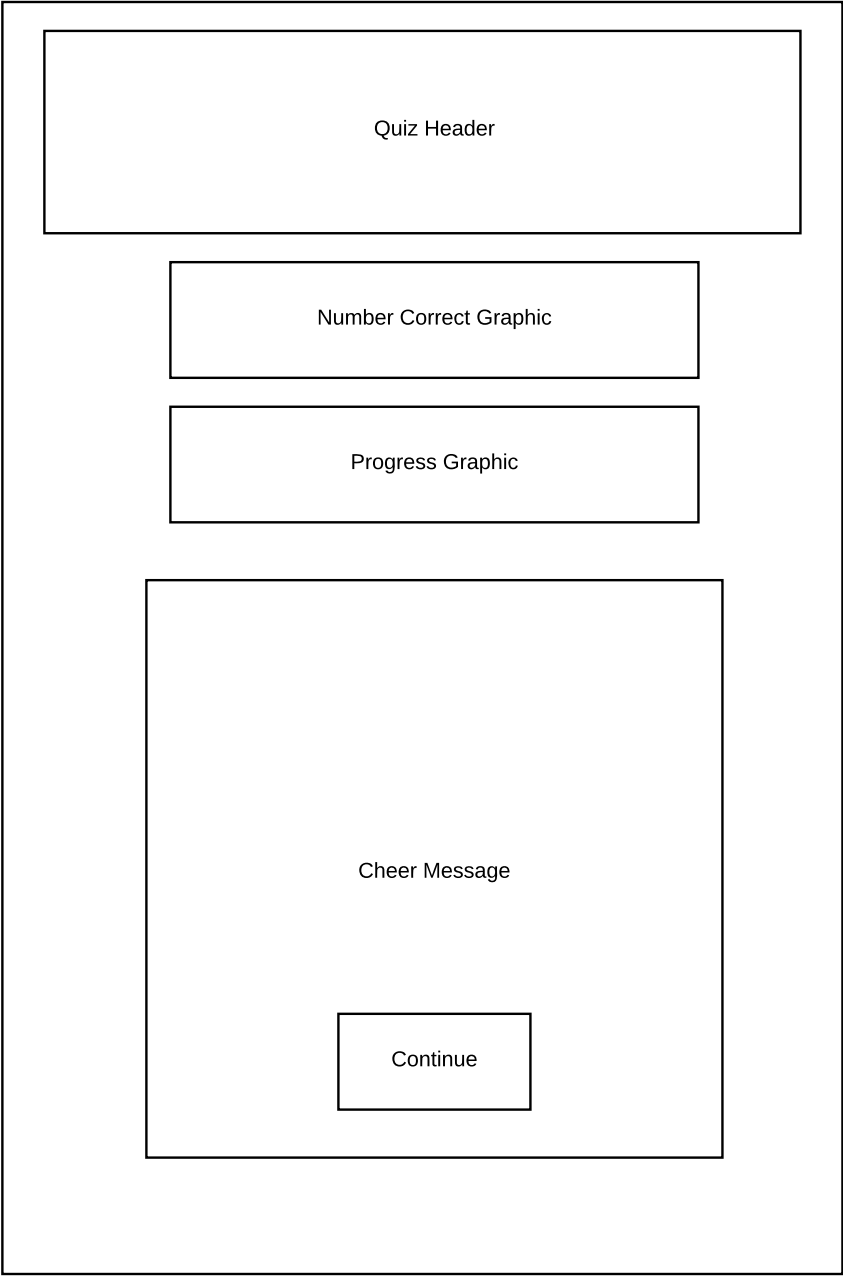 Quiz Header
Number Correct Graphic
Progress Graphic
Cheer Message
Continue